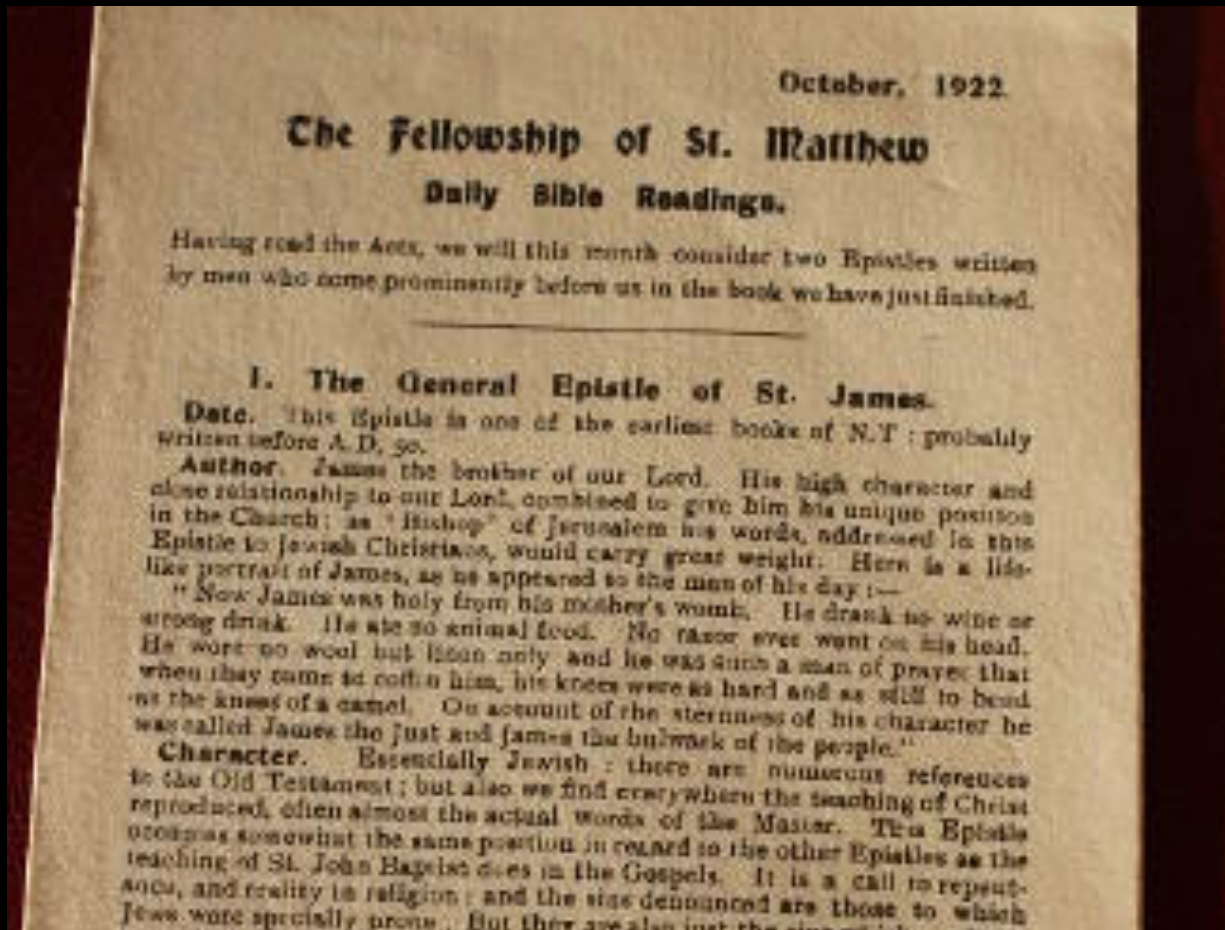 October, 1922.
The Fellowship of St. Matthew
Daily Bible Readings.
Having read the Acts, we will this month consider two Epistles written
by men who come prominently before us in the book we have just finished.
I. The General Epistle of St. James.
Date. This Epistle is one of the earliest books of N.T : probably
written before A.D. 50.
Author. James the brother of our Lord. His high character and
close relationship to our Lord, combined to give him his unique position
in the Church; as "Bishop" of Jerusalem his words, addressed in this
Epistle to Jewish Christians, would carry great weight. Here is a life-
like portrait of James, as he appeared to the men of his day :—
"Now James was holy from his mother's womb. He drank no wine or
strong drink. He ate no animal food. No razor ever went on his head.
He wore no wool but linen only and he was such a man of prayer that
when they came to coffin him, his knees were as hard and as stiff to bend
as the knees of a camel. On account of the sternness of his character he
was called James the Just and James the bulwark of the people."
Character. Essentially Jewish : there are numerous references
to the Old Testament ; but also we find everywhere the teaching of Christ
reproduced, often almost the actual words of the Master. This Epistle
occupies somewhat the same position in regard to the other Epistles as the
teaching of St. John Baptist does in the Gospels. It is a call to repent-
ance, and reality in religion ; and the sins denounced are those to which
Jews were specially prone. But they are also just the sins which